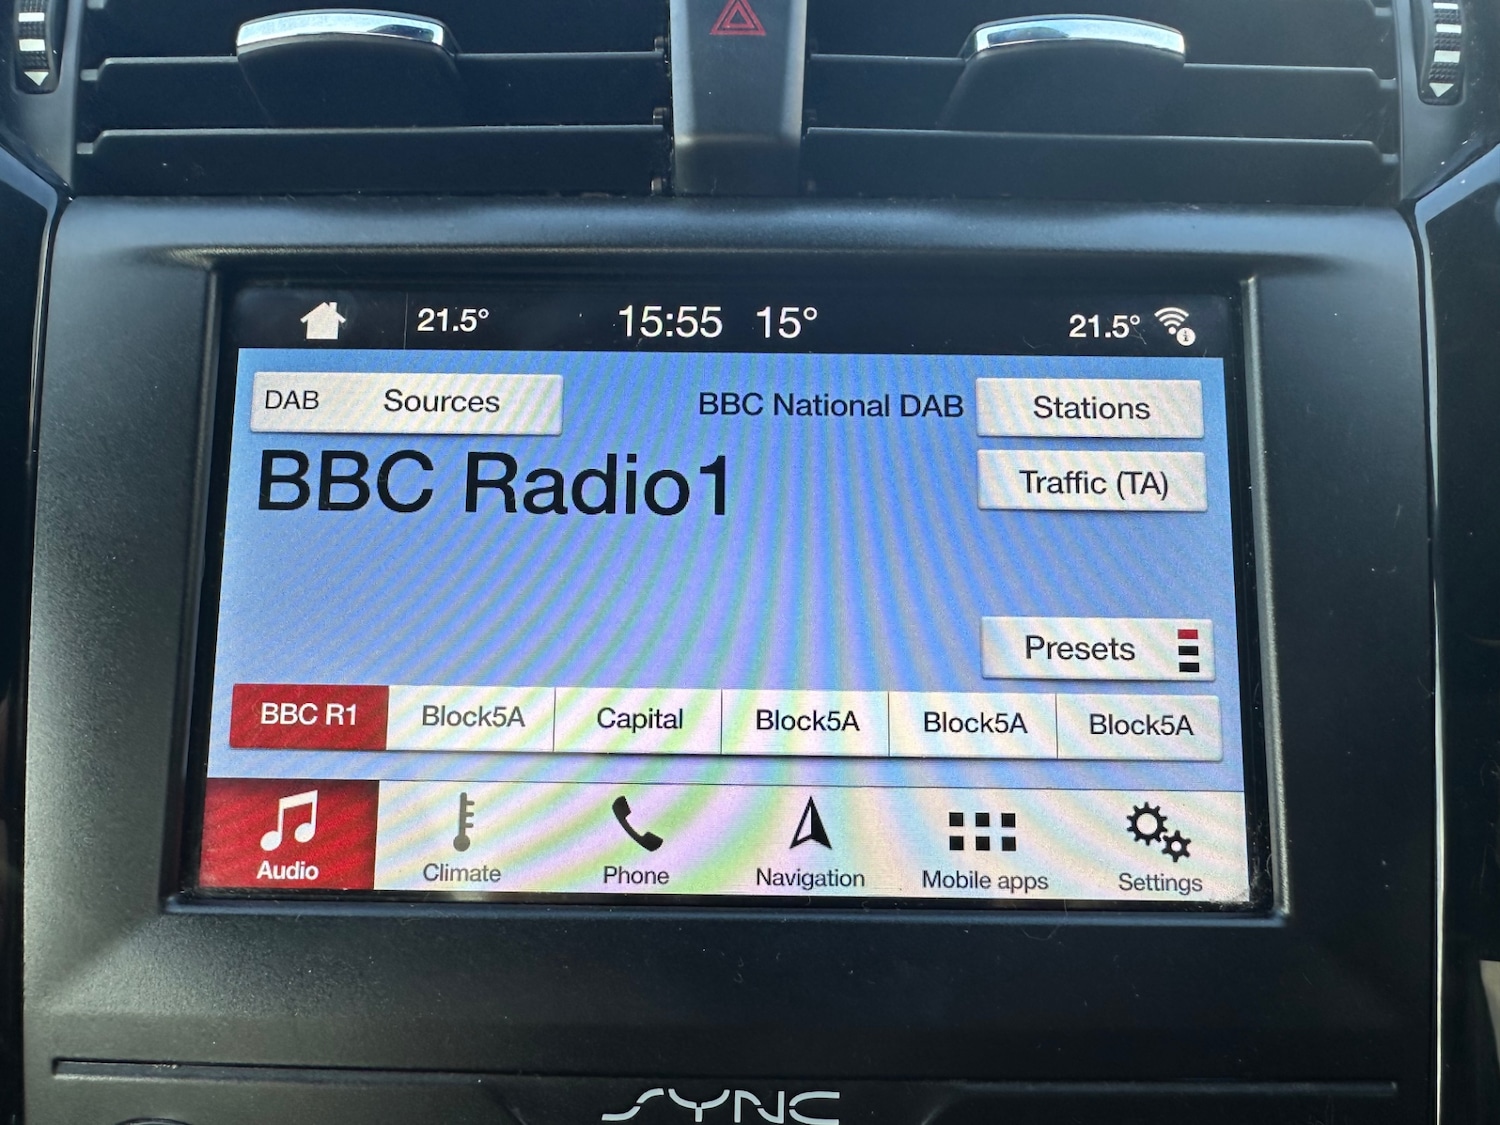 21.5° 15:55 15° 21.5°
DAB Sources BBC National DAB Stations
BBC Radio1
Traffic (TA)
Presets
BBC R1 Block5A Capital Block5A Block5A Block5A
Audio Climate Phone Navigation Mobile apps Settings
SYNC